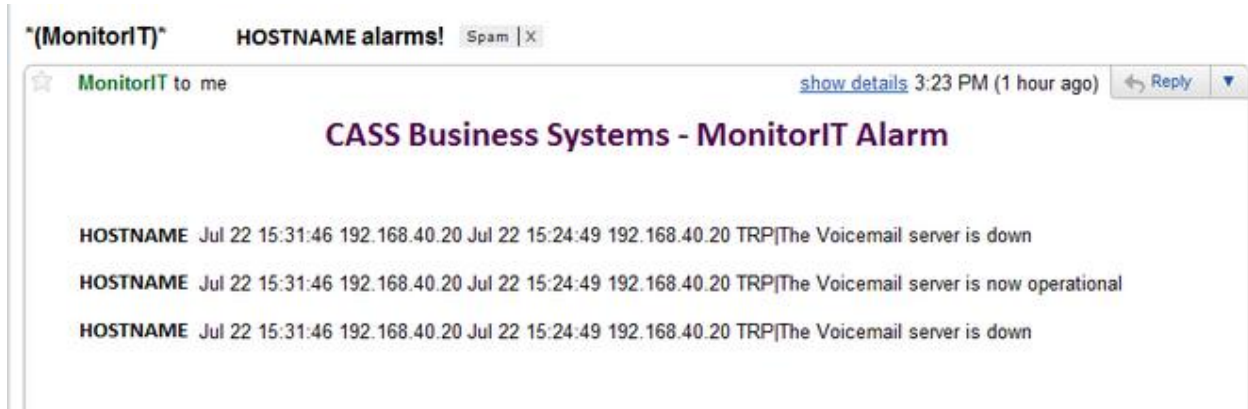 *(MonitorIT)* HOSTNAME alarms! Spam | X
MonitorIT to me show details 3:23 PM (1 hour ago) Reply
CASS Business Systems - MonitorIT Alarm
HOSTNAME Jul 22 15:31:46 192.168.40.20 Jul 22 15:24:49 192.168.40.20 TRP|The Voicemail server is down
HOSTNAME Jul 22 15:31:46 192.168.40.20 Jul 22 15:24:49 192.168.40.20 TRP|The Voicemail server is now operational
HOSTNAME Jul 22 15:31:46 192.168.40.20 Jul 22 15:24:49 192.168.40.20 TRP|The Voicemail server is down